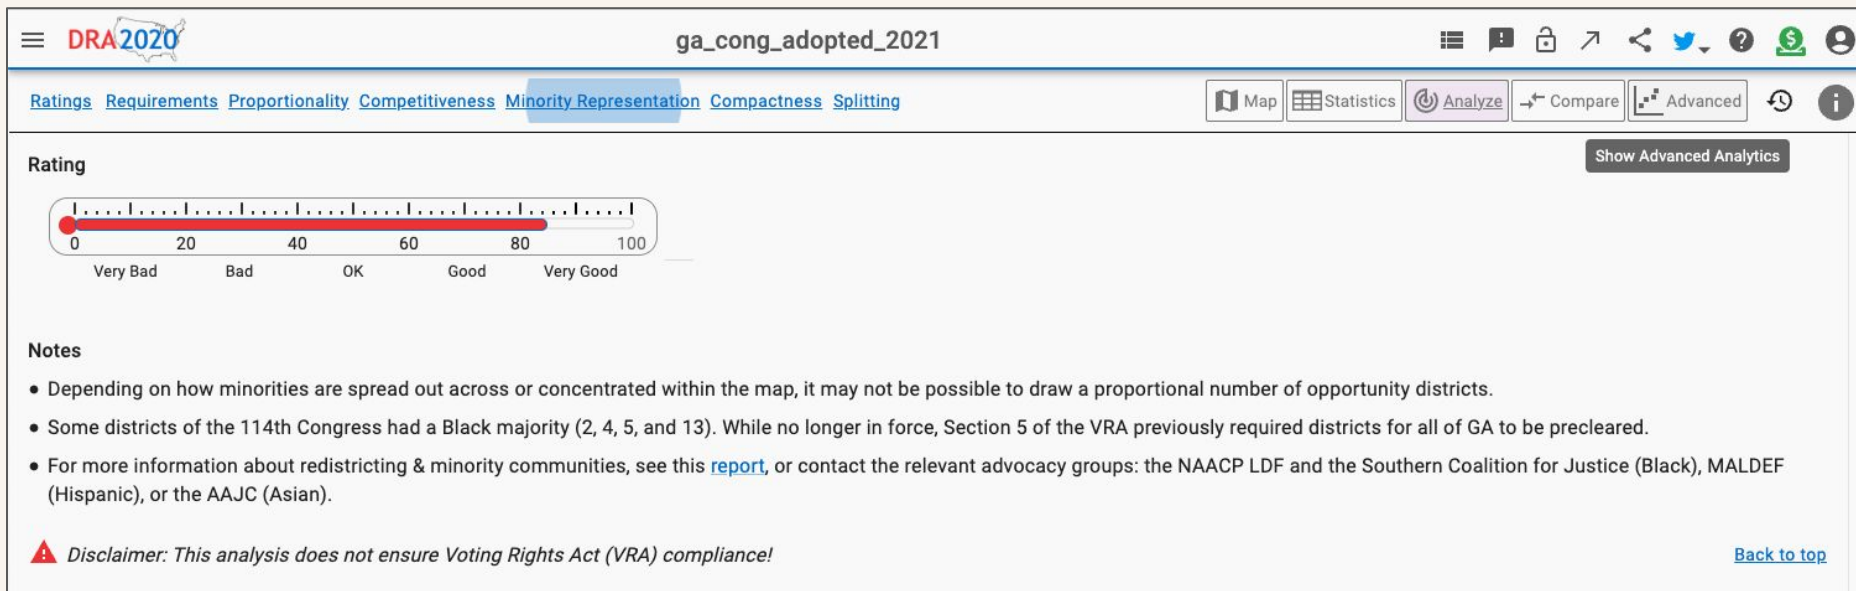 DRA2020 ga_cong_adopted_2021
Ratings Requirements Proportionality Competitiveness Minority Representation Compactness Splitting Map Statistics Analyze Compare Advanced
Show Advanced Analytics
Rating
0 20 40 60 80 100
Very Bad Bad OK Good Very Good
Notes
• Depending on how minorities are spread out across or concentrated within the map, it may not be possible to draw a proportional number of opportunity districts.
• Some districts of the 114th Congress had a Black majority (2, 4, 5, and 13). While no longer in force, Section 5 of the VRA previously required districts for all of GA to be precleared.
• For more information about redistricting & minority communities, see this report, or contact the relevant advocacy groups: the NAACP LDF and the Southern Coalition for Justice (Black), MALDEF
(Hispanic), or the AAJC (Asian).
Disclaimer: This analysis does not ensure Voting Rights Act (VRA) compliance! Back to top